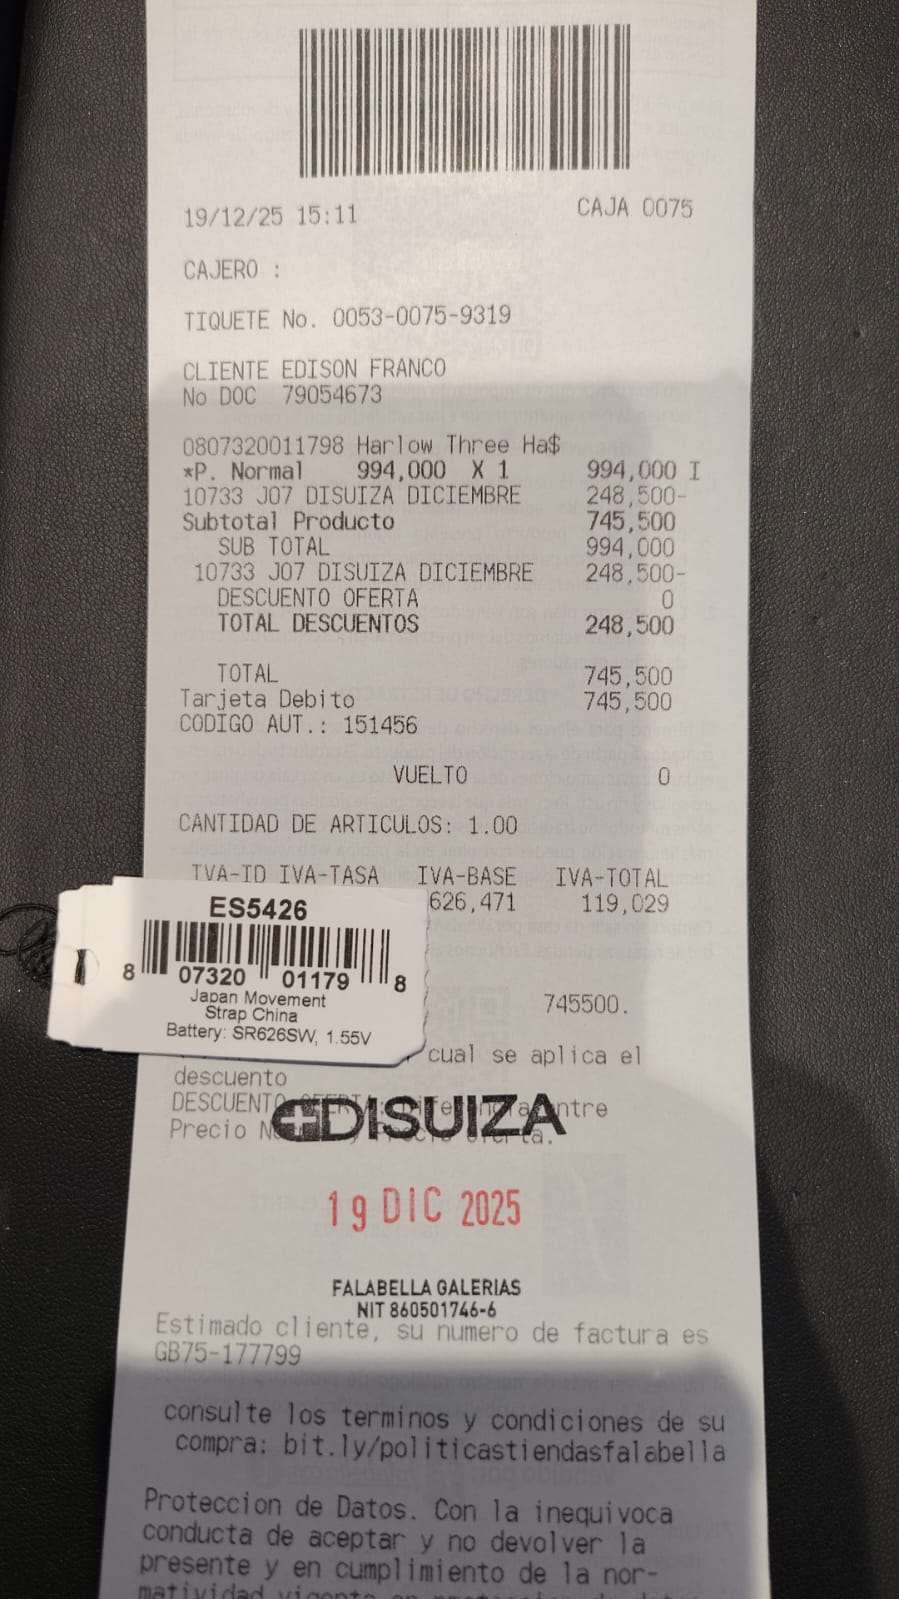 19/12/25 15:11 CAJA 0075
CAJERO :
TIQUETE No. 0053-0075-9319
CLIENTE EDISON FRANCO
No DOC 79054673
0807320011798 Harlow Three Ha$
*P. Normal 994,000 X 1 994,000 I
10733 J07 DISUIZA DICIEMBRE 248,500-
Subtotal Producto 745,500
SUB TOTAL 994,000
10733 J07 DISUIZA DICIEMBRE 248,500-
DESCUENTO OFERTA 0
TOTAL DESCUENTOS 248,500
TOTAL 745,500
Tarjeta Debito 745,500
CODIGO AUT.: 151456
VUELTO 0
CANTIDAD DE ARTICULOS: 1.00
IVA-ID IVA-TASA IVA-BASE IVA-TOTAL
626,471 119,029
ES5426
8 07320 01179 8
Japan Movement
Strap China
Battery: SR626SW, 1.55V
745500.
cual se aplica el
descuento
DESCUENTO OFERTA: Diferencia entre
Precio Normal y Precio Oferta.
DISUIZA
19 DIC 2025
FALABELLA GALERIAS
NIT 860501746-6
Estimado cliente, su numero de factura es
GB75-177799
consulte los terminos y condiciones de su
compra: bit.ly/politicastiendasfalabella
Proteccion de Datos. Con la inequivoca
conducta de aceptar y no devolver la
presente y en cumplimiento de la nor-
matividad vigente en